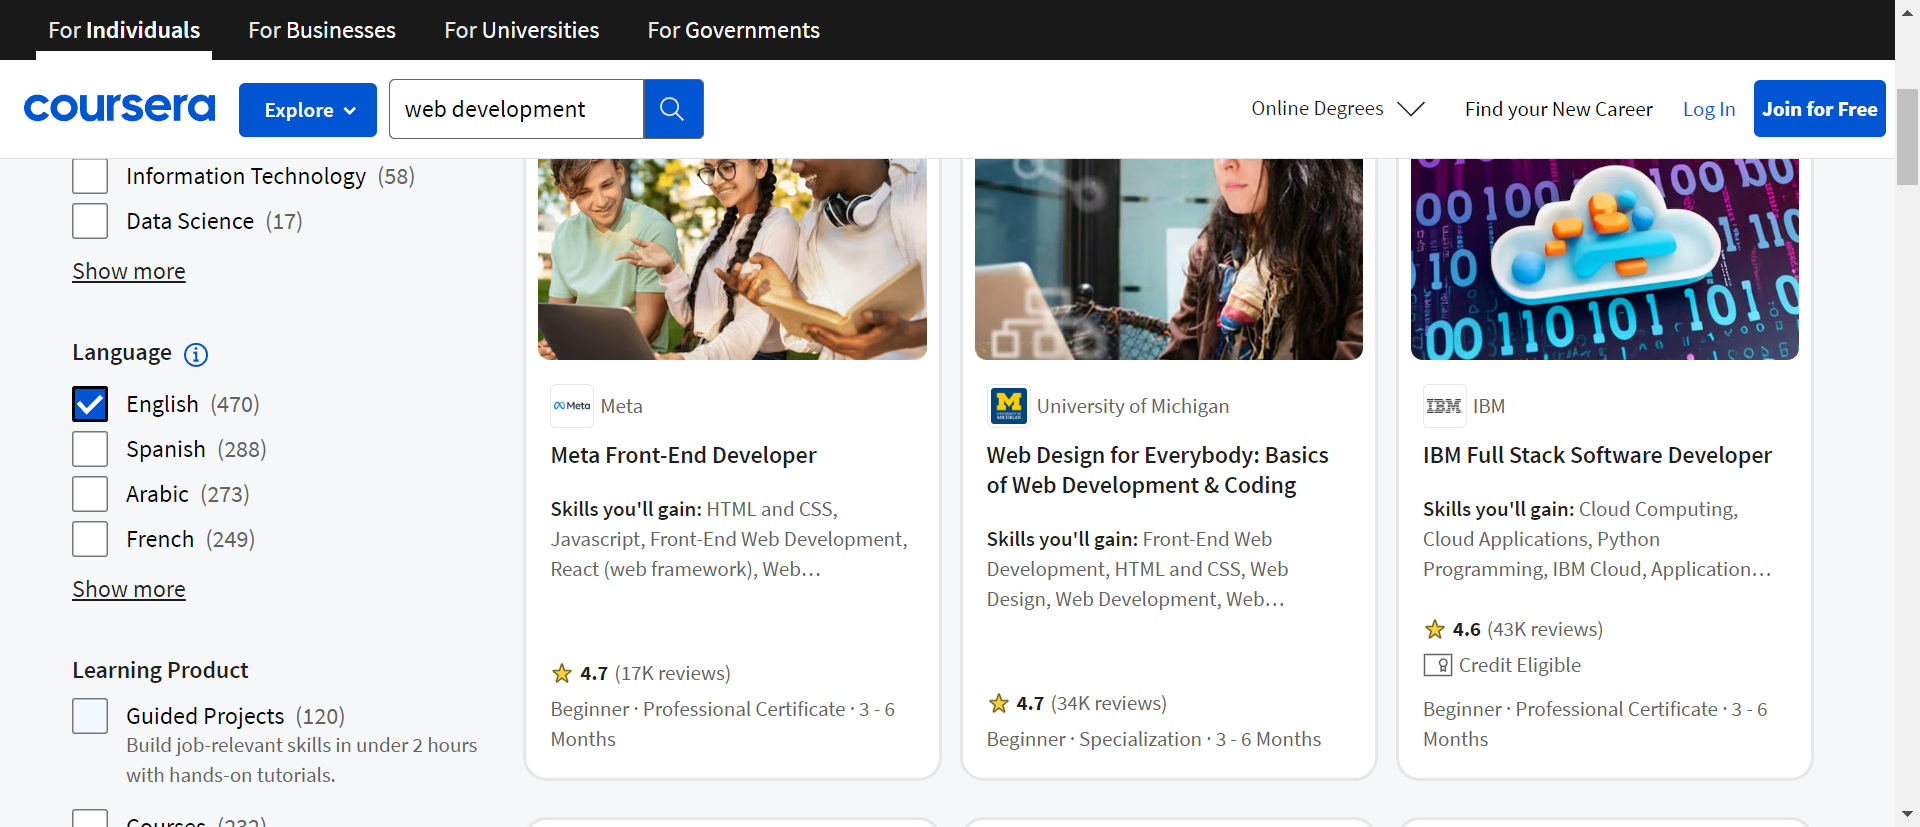 For Individuals For Businesses For Universities For Governments
coursera Explore web development Online Degrees Find your New Career Log In Join for Free
Information Technology (58)
Data Science (17)
Show more
Language
English (470)
Spanish (288)
Arabic (273)
French (249)
Show more
Learning Product
Guided Projects (120)
Build job-relevant skills in under 2 hours
with hands-on tutorials.
Courses (232)
Meta Meta
Meta Front-End Developer
Skills you'll gain: HTML and CSS,
Javascript, Front-End Web Development,
React (web framework), Web...
4.7 (17K reviews)
Beginner · Professional Certificate · 3 - 6
Months
M University of Michigan
Web Design for Everybody: Basics
of Web Development & Coding
Skills you'll gain: Front-End Web
Development, HTML and CSS, Web
Design, Web Development, Web...
4.7 (34K reviews)
Beginner · Specialization · 3 - 6 Months
IBM IBM
IBM Full Stack Software Developer
Skills you'll gain: Cloud Computing,
Cloud Applications, Python
Programming, IBM Cloud, Application...
4.6 (43K reviews)
Credit Eligible
Beginner · Professional Certificate · 3 - 6
Months